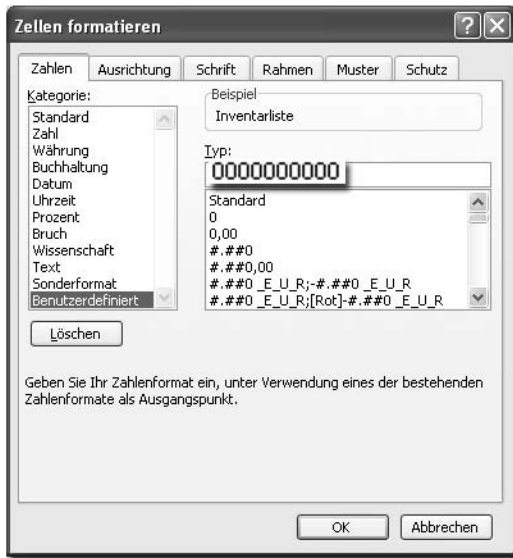 Zellen formatieren
Zahlen Ausrichtung Schrift Rahmen Muster Schutz
Kategorie:
Standard
Zahl
Währung
Buchhaltung
Datum
Uhrzeit
Prozent
Bruch
Wissenschaft
Text
Sonderformat
Benutzerdefiniert
Beispiel
Inventarliste
Typ:
0000000000
Standard
0
0,00
#.##0
#.##0,00
#.##0 _E_U_R;-#.##0 _E_U_R
#.##0 _E_U_R;[Rot]-#.##0 _E_U_R
Löschen
Geben Sie Ihr Zahlenformat ein, unter Verwendung eines der bestehenden
Zahlenformate als Ausgangspunkt.
OK Abbrechen